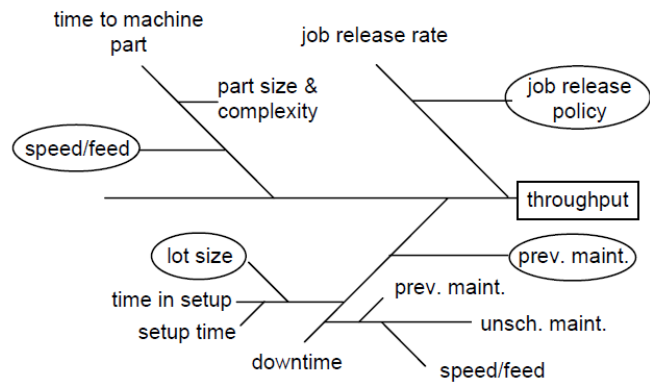 time to machine
part
job release rate
part size &
complexity
job release
policy
speed/feed
throughput
lot size
prev. maint.
time in setup
prev. maint.
setup time
unsch. maint.
downtime
speed/feed